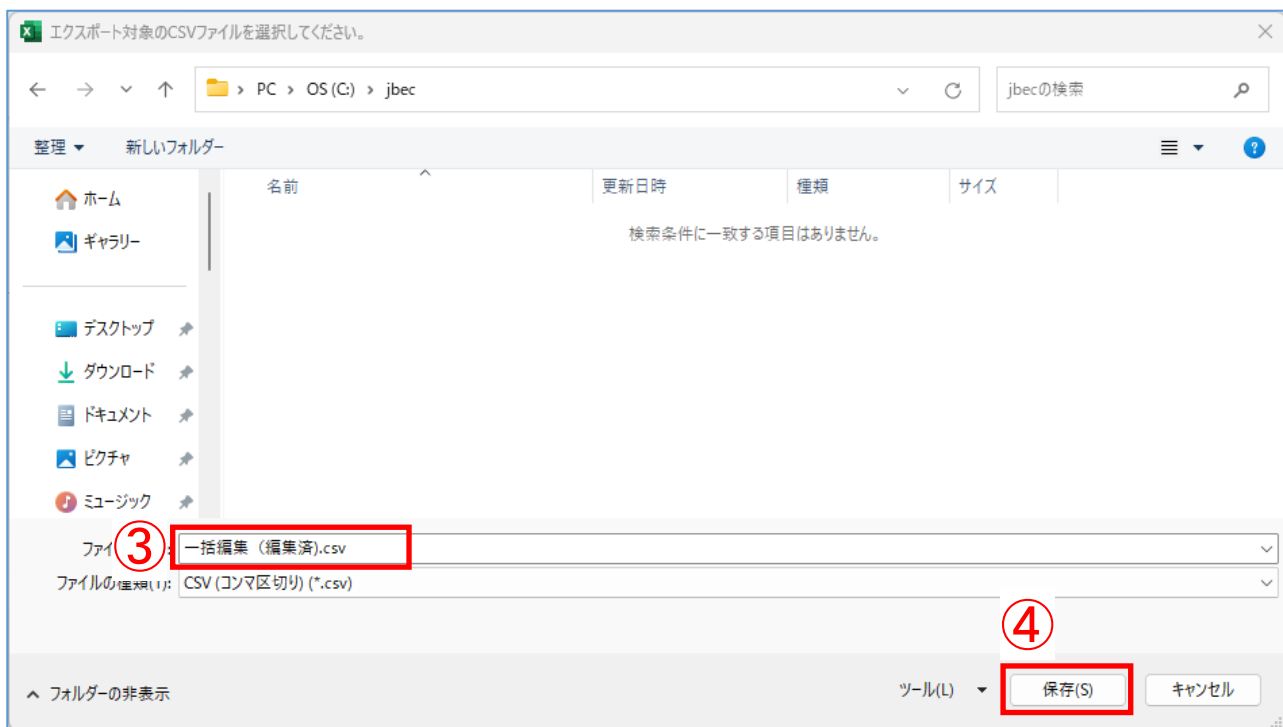 エクスポート対象のCSVファイルを選択してください。
PC › OS (C:) › jbec
jbecの検索
整理
新しいフォルダー
名前 更新日時 種類 サイズ
検索条件に一致する項目はありません。
ホーム
ギャラリー
デスクトップ
ダウンロード
ドキュメント
ピクチャ
ミュージック
③
一括編集（編集済).csv
ファイルの種類(T): CSV (コンマ区切り) (*.csv)
④
フォルダーの非表示
ツール(L) 保存(S) キャンセル